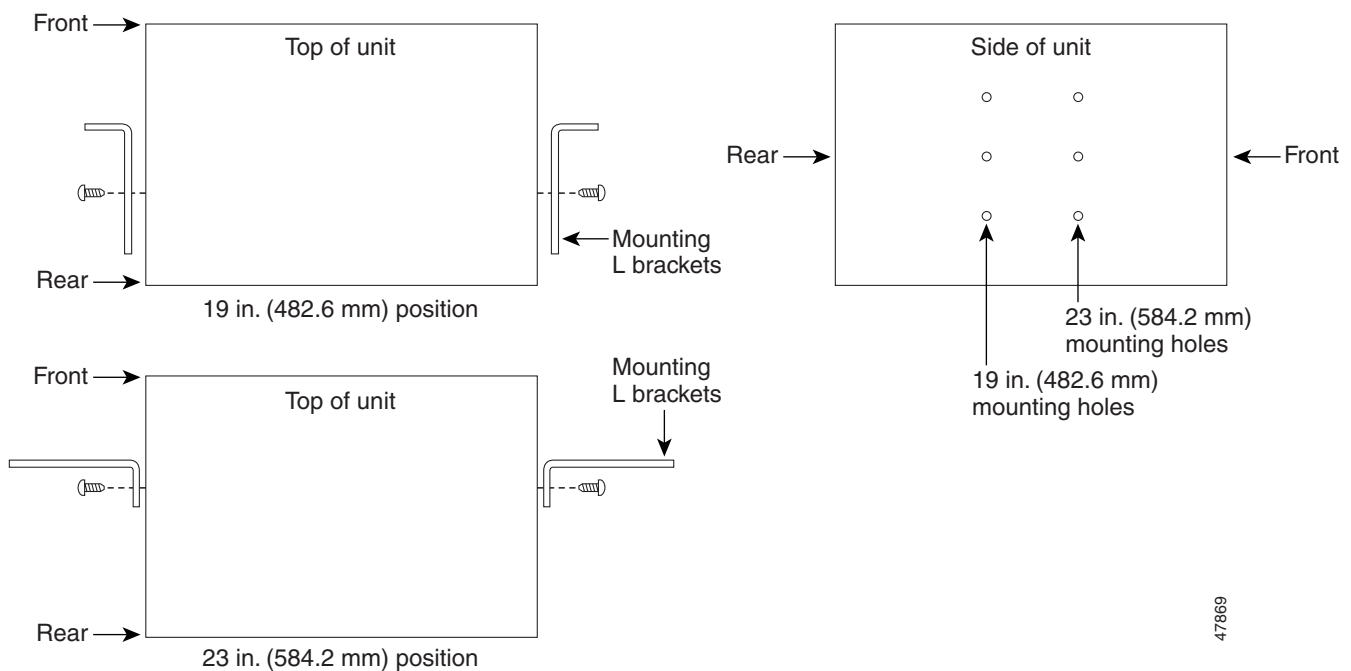 Front
Top of unit
Mounting
L brackets
Rear
19 in. (482.6 mm) position
Side of unit
Rear
Front
23 in. (584.2 mm)
mounting holes
19 in. (482.6 mm)
mounting holes
Front
Top of unit
Mounting
L brackets
Rear
23 in. (584.2 mm) position
47869